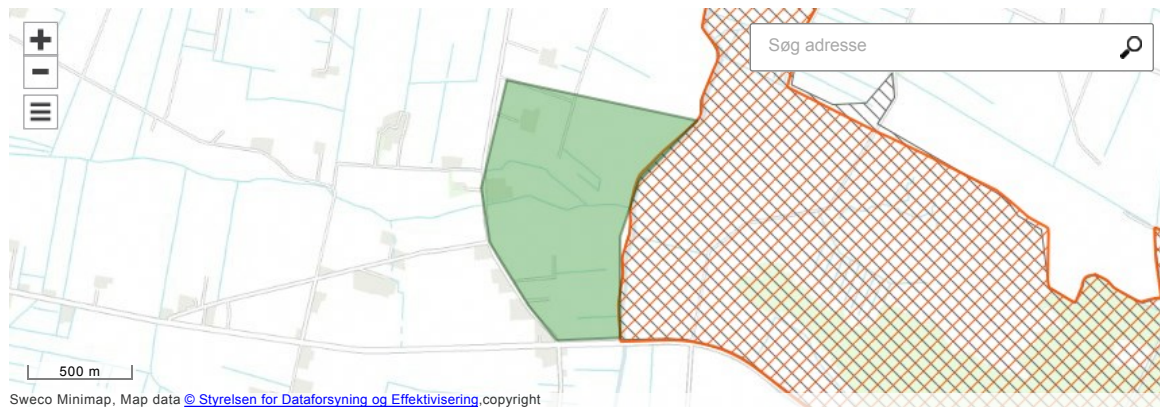 Søg adresse
500 m
Sweco Minimap, Map data © Styrelsen for Dataforsyning og Effektivisering,copyright